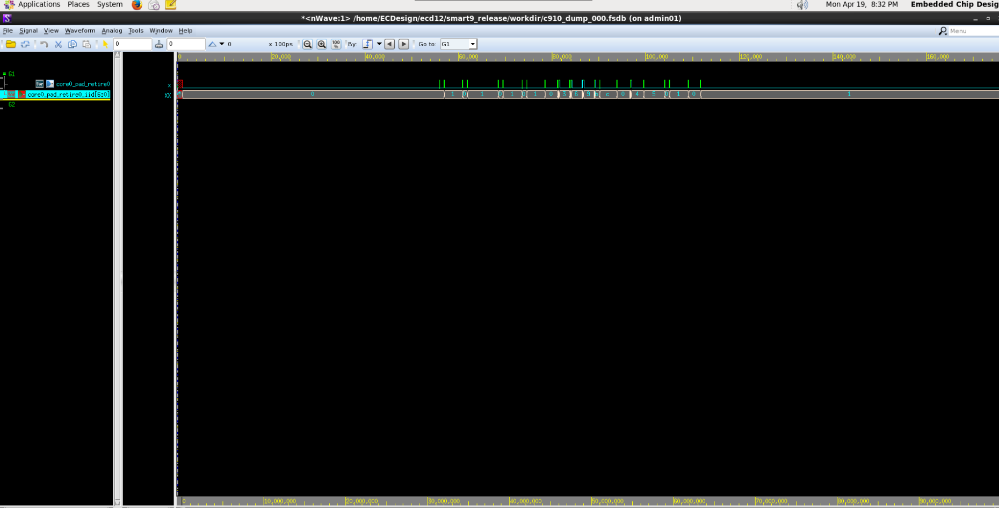 Applications Places System Mon Apr 19, 8:32 PM Embedded Chip Desig
*<nWave:1> /home/ECDesign/ecd12/smart9_release/workdir/c910_dump_000.fsdb (on admin01)
File Signal View Waveform Analog Tools Window Help Menu
0 0 0 x 100ps 100 % By: Go to: G1
0 20,000 40,000 60,000 80,000 100,000 120,000 140,000 160,000
G1
core0_pad_retire0 x
core0_pad_retire0_iid[6:0] XX 0 1 0 1 0 1 0 1 0 3 6 9 b c 0 4 5 0 1 0 1
G2
0 10,000,000 20,000,000 30,000,000 40,000,000 50,000,000 60,000,000 70,000,000 80,000,000 90,000,000